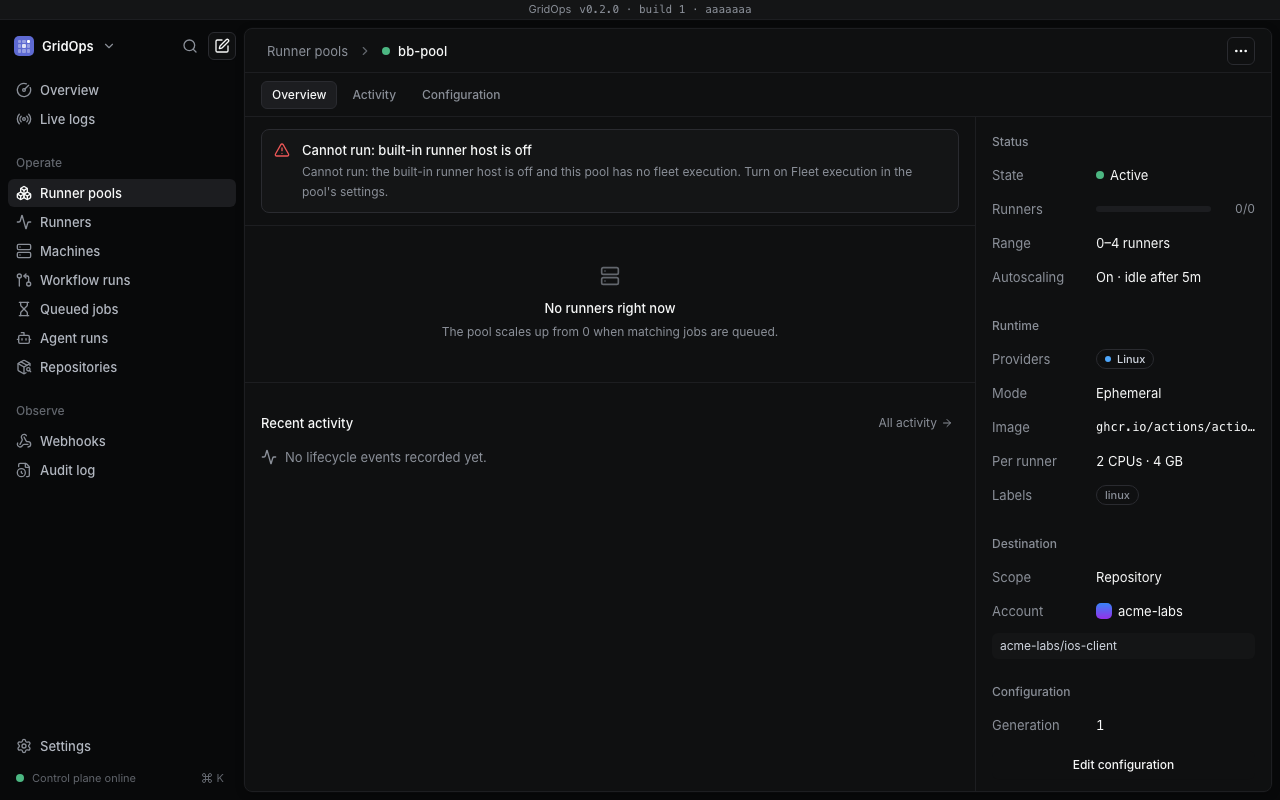 GridOps v0.2.0 · build 1 · aaaaaaa
GridOps
Overview
Live logs
Operate
Runner pools
Runners
Machines
Workflow runs
Queued jobs
Agent runs
Repositories
Observe
Webhooks
Audit log
Settings
Control plane online
⌘ K
Runner pools
bb-pool
Overview
Activity
Configuration
Cannot run: built-in runner host is off
Cannot run: the built-in runner host is off and this pool has no fleet execution. Turn on Fleet execution in the
pool's settings.
No runners right now
The pool scales up from 0 when matching jobs are queued.
Recent activity
All activity →
No lifecycle events recorded yet.
Status
State Active
Runners 0/0
Range 0–4 runners
Autoscaling On · idle after 5m
Runtime
Providers Linux
Mode Ephemeral
Image ghcr.io/actions/actio…
Per runner 2 CPUs · 4 GB
Labels linux
Destination
Scope Repository
Account acme-labs
acme-labs/ios-client
Configuration
Generation 1
Edit configuration